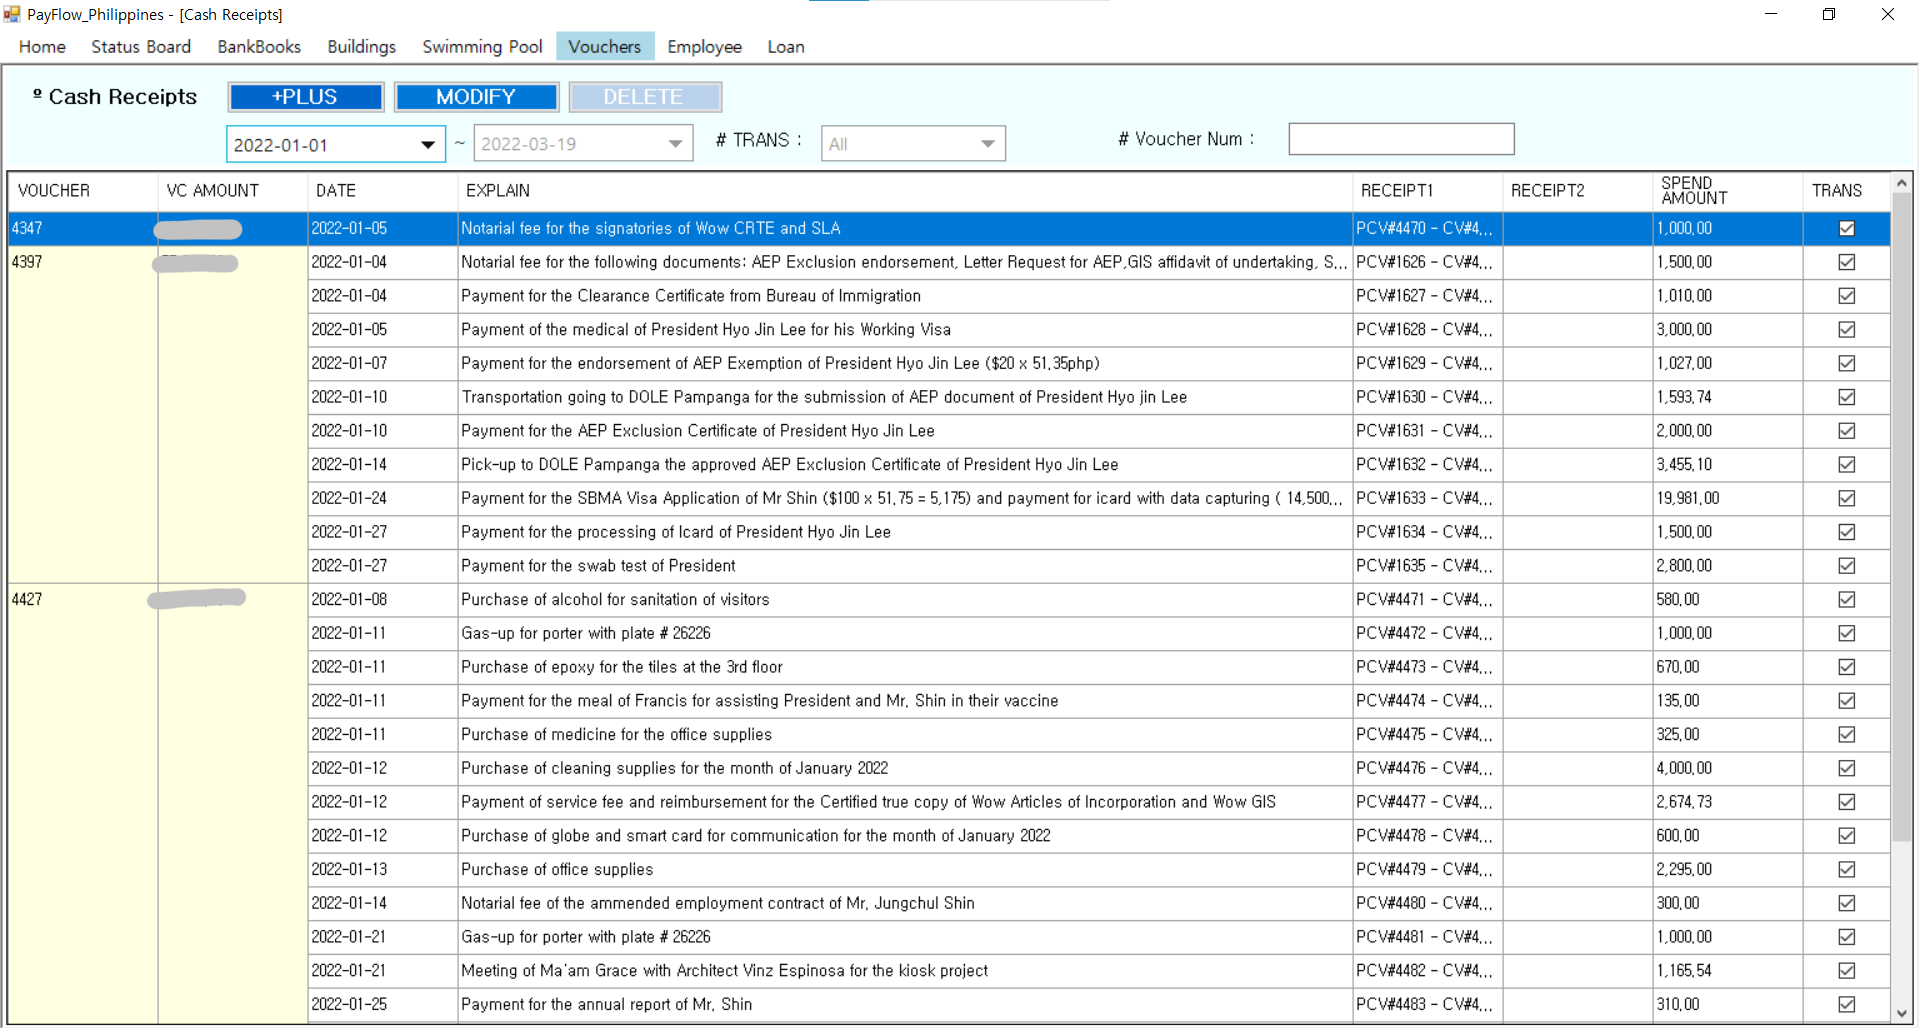 PayFlow_Philippines - [Cash Receipts]
Home Status Board BankBooks Buildings Swimming Pool Vouchers Employee Loan
º Cash Receipts +PLUS MODIFY DELETE
2022-01-01 ~ 2022-03-19 # TRANS : All # Voucher Num :
VOUCHER VC AMOUNT DATE EXPLAIN RECEIPT1 RECEIPT2 SPEND AMOUNT TRANS
4347 2022-01-05 Notarial fee for the signatories of Wow CRTE and SLA PCV#4470 - CV#4... 1,000.00
4397 2022-01-04 Notarial fee for the following documents: AEP Exclusion endorsement, Letter Request for AEP,GIS affidavit of undertaking, S... PCV#1626 - CV#4... 1,500.00
2022-01-04 Payment for the Clearance Certificate from Bureau of Immigration PCV#1627 - CV#4... 1,010.00
2022-01-05 Payment of the medical of President Hyo Jin Lee for his Working Visa PCV#1628 - CV#4... 3,000.00
2022-01-07 Payment for the endorsement of AEP Exemption of President Hyo Jin Lee ($20 x 51.35php) PCV#1629 - CV#4... 1,027.00
2022-01-10 Transportation going to DOLE Pampanga for the submission of AEP document of President Hyo jin Lee PCV#1630 - CV#4... 1,593.74
2022-01-10 Payment for the AEP Exclusion Certificate of President Hyo Jin Lee PCV#1631 - CV#4... 2,000.00
2022-01-14 Pick-up to DOLE Pampanga the approved AEP Exclusion Certificate of President Hyo Jin Lee PCV#1632 - CV#4... 3,455.10
2022-01-24 Payment for the SBMA Visa Application of Mr Shin ($100 x 51.75 = 5,175) and payment for icard with data capturing ( 14,500... PCV#1633 - CV#4... 19,981.00
2022-01-27 Payment for the processing of Icard of President Hyo Jin Lee PCV#1634 - CV#4... 1,500.00
2022-01-27 Payment for the swab test of President PCV#1635 - CV#4... 2,800.00
4427 2022-01-08 Purchase of alcohol for sanitation of visitors PCV#4471 - CV#4... 580.00
2022-01-11 Gas-up for porter with plate # 26226 PCV#4472 - CV#4... 1,000.00
2022-01-11 Purchase of epoxy for the tiles at the 3rd floor PCV#4473 - CV#4... 670.00
2022-01-11 Payment for the meal of Francis for assisting President and Mr. Shin in their vaccine PCV#4474 - CV#4... 135.00
2022-01-11 Purchase of medicine for the office supplies PCV#4475 - CV#4... 325.00
2022-01-12 Purchase of cleaning supplies for the month of January 2022 PCV#4476 - CV#4... 4,000.00
2022-01-12 Payment of service fee and reimbursement for the Certified true copy of Wow Articles of Incorporation and Wow GIS PCV#4477 - CV#4... 2,674.73
2022-01-12 Purchase of globe and smart card for communication for the month of January 2022 PCV#4478 - CV#4... 600.00
2022-01-13 Purchase of office supplies PCV#4479 - CV#4... 2,295.00
2022-01-14 Notarial fee of the ammended employment contract of Mr. Jungchul Shin PCV#4480 - CV#4... 300.00
2022-01-21 Gas-up for porter with plate # 26226 PCV#4481 - CV#4... 1,000.00
2022-01-21 Meeting of Ma'am Grace with Architect Vinz Espinosa for the kiosk project PCV#4482 - CV#4... 1,165.54
2022-01-25 Payment for the annual report of Mr. Shin PCV#4483 - CV#4... 310.00